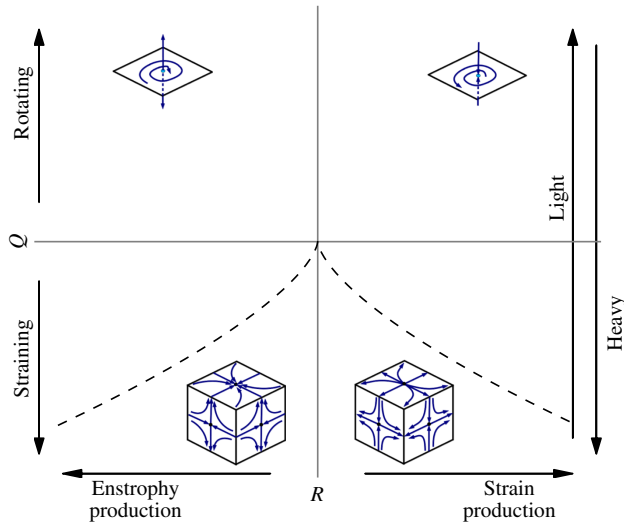 Rotating
Light
Q
Straining
Heavy
Enstrophy
production
R
Strain
production